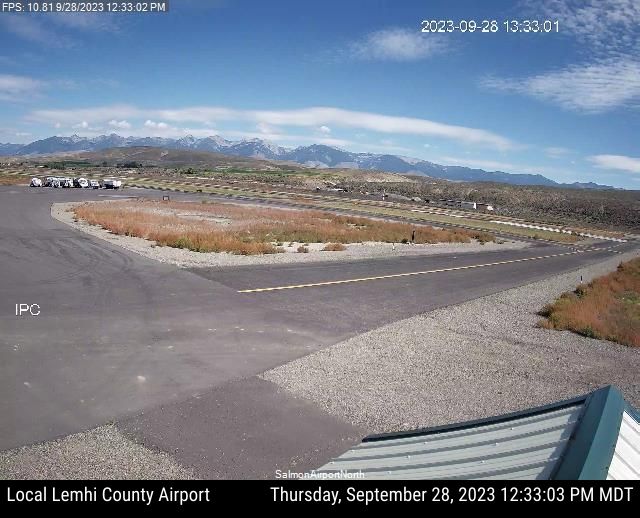 FPS: 10.81 9/28/2023 12:33:02 PM
2023-09-28 13:33:01
IPC
SalmonAirportNorth
Local Lemhi County Airport Thursday, September 28, 2023 12:33:03 PM MDT